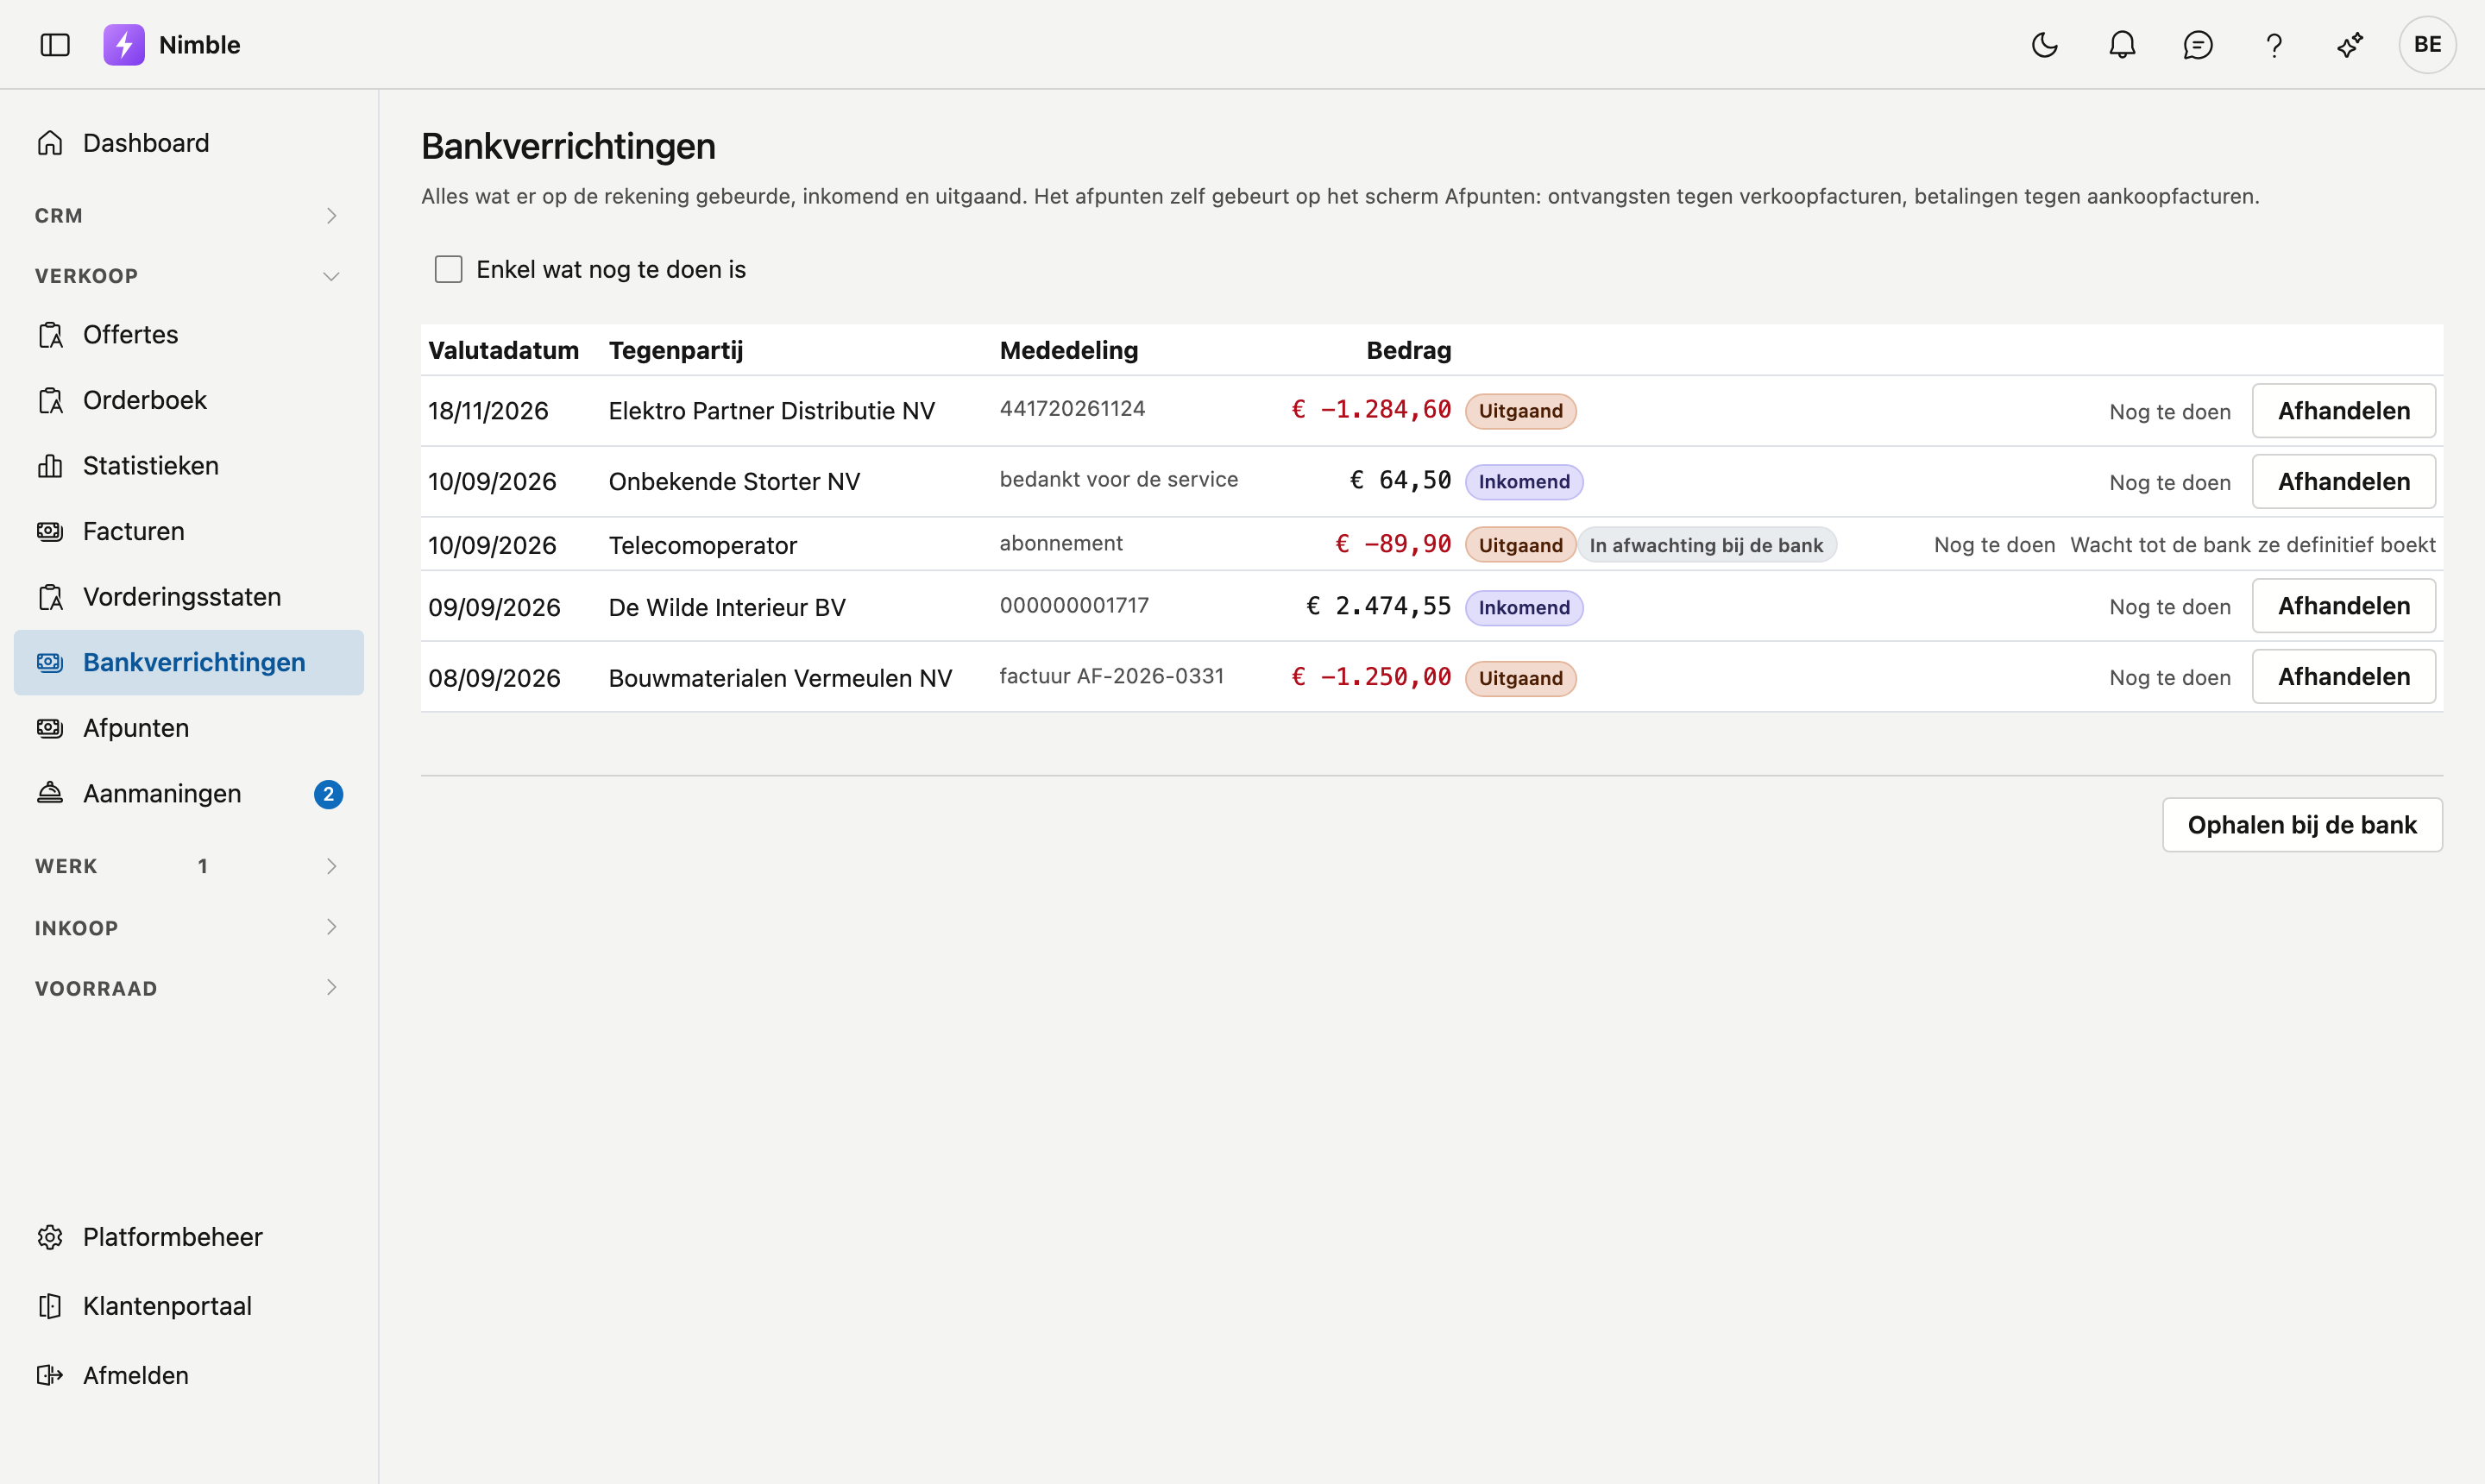 Nimble
BE
Dashboard
CRM
VERKOOP
Offertes
Orderboek
Statistieken
Facturen
Vorderingsstaten
Bankverrichtingen
Afpunten
Aanmaningen 2
WERK 1
INKOOP
VOORRAAD
Platformbeheer
Klantenportaal
Afmelden
Bankverrichtingen
Alles wat er op de rekening gebeurde, inkomend en uitgaand. Het afpunten zelf gebeurt op het scherm Afpunten: ontvangsten tegen verkoopfacturen, betalingen tegen aankoopfacturen.
Enkel wat nog te doen is
Valutadatum Tegenpartij Mededeling Bedrag
18/11/2026 Elektro Partner Distributie NV 441720261124 € −1.284,60 Uitgaand Nog te doen Afhandelen
10/09/2026 Onbekende Storter NV bedankt voor de service € 64,50 Inkomend Nog te doen Afhandelen
10/09/2026 Telecomoperator abonnement € −89,90 Uitgaand In afwachting bij de bank Nog te doen Wacht tot de bank ze definitief boekt
09/09/2026 De Wilde Interieur BV 000000001717 € 2.474,55 Inkomend Nog te doen Afhandelen
08/09/2026 Bouwmaterialen Vermeulen NV factuur AF-2026-0331 € −1.250,00 Uitgaand Nog te doen Afhandelen
Ophalen bij de bank